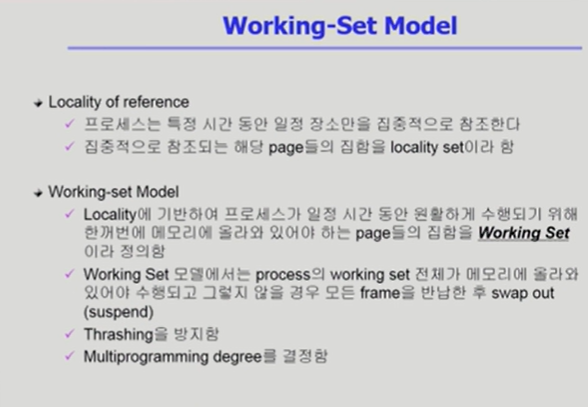 Working-Set Model
Locality of reference
프로세스는 특정 시간 동안 일정 장소만을 집중적으로 참조한다
집중적으로 참조되는 해당 page들의 집합을 locality set이라 함
Working-set Model
Locality에 기반하여 프로세스가 일정 시간 동안 원활하게 수행되기 위해
한꺼번에 메모리에 올라와 있어야 하는 page들의 집합을 Working Set
이라 정의함
Working Set 모델에서는 process의 working set 전체가 메모리에 올라와
있어야 수행되고 그렇지 않을 경우 모든 frame을 반납한 후 swap out
(suspend)
Thrashing을 방지함
Multiprogramming degree를 결정함